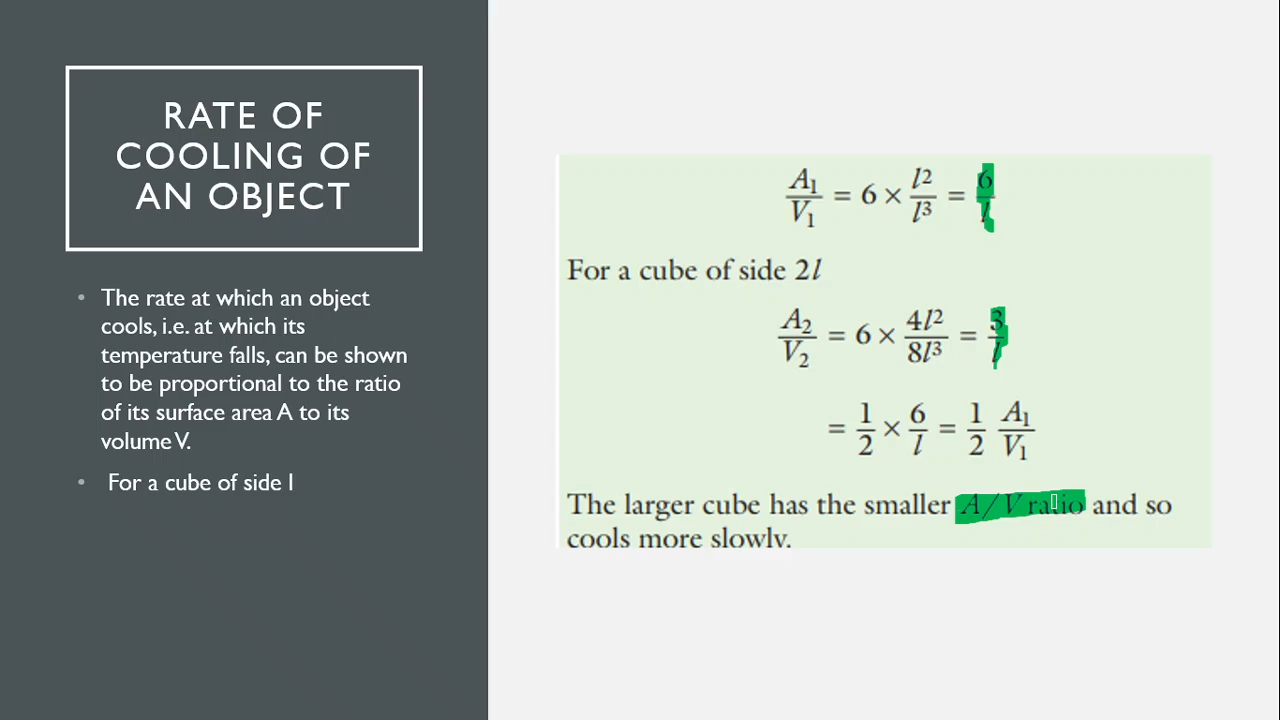 RATE OF
COOLING OF
AN OBJECT
• The rate at which an object
cools, i.e. at which its
temperature falls, can be shown
to be proportional to the ratio
of its surface area A to its
volume V.
• For a cube of side l
A₁/V₁ = 6 × l²/l³ = 6/l
For a cube of side 2l
A₂/V₂ = 6 × 4l²/8l³ = 3/l
= 1/2 × 6/l = 1/2 A₁/V₁
The larger cube has the smaller A/V ratio and so
cools more slowly.